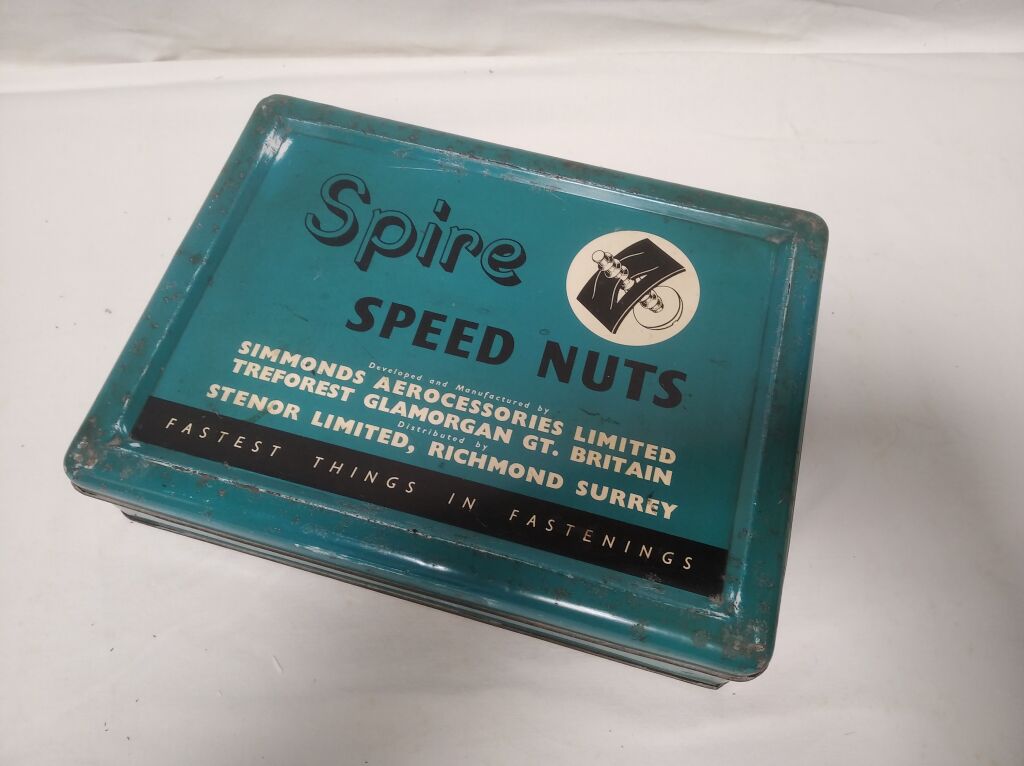 Spire
SPEED NUTS
Developed and Manufactured by
SIMMONDS AEROCESSORIES LIMITED
TREFOREST GLAMORGAN GT. BRITAIN
Distributed by
STENOR LIMITED, RICHMOND SURREY
FASTEST THINGS IN FASTENINGS